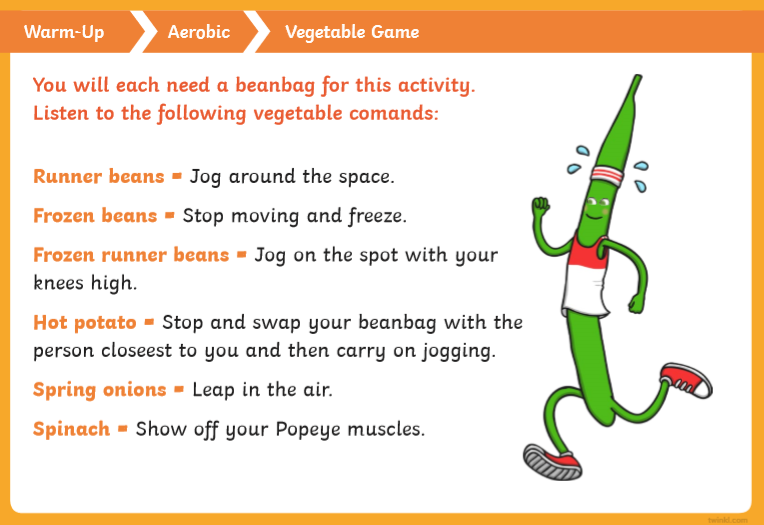 Warm-Up Aerobic Vegetable Game
You will each need a beanbag for this activity.
Listen to the following vegetable comands:
Runner beans = Jog around the space.
Frozen beans = Stop moving and freeze.
Frozen runner beans = Jog on the spot with your
knees high.
Hot potato = Stop and swap your beanbag with the
person closeest to you and then carry on jogging.
Spring onions = Leap in the air.
Spinach = Show off your Popeye muscles.
twinkl.com